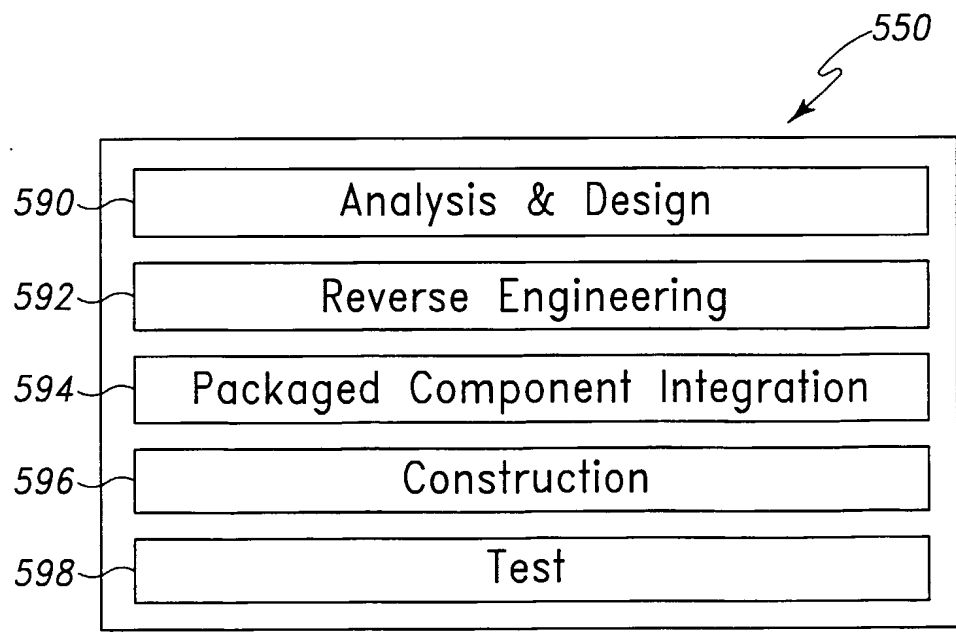 550
590 Analysis & Design
592 Reverse Engineering
594 Packaged Component Integration
596 Construction
598 Test